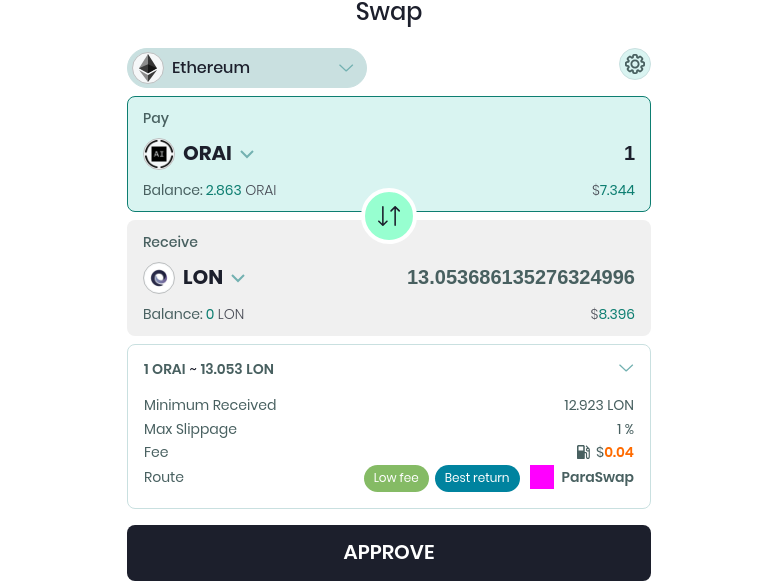 Swap
Ethereum
Pay
AI ORAI 1
Balance: 2.863 ORAI $7.344
Receive
LON 13.053686135276324996
Balance: 0 LON $8.396
1 ORAI ~ 13.053 LON
Minimum Received 12.923 LON
Max Slippage 1 %
Fee $0.04
Route Low fee Best return ParaSwap
APPROVE